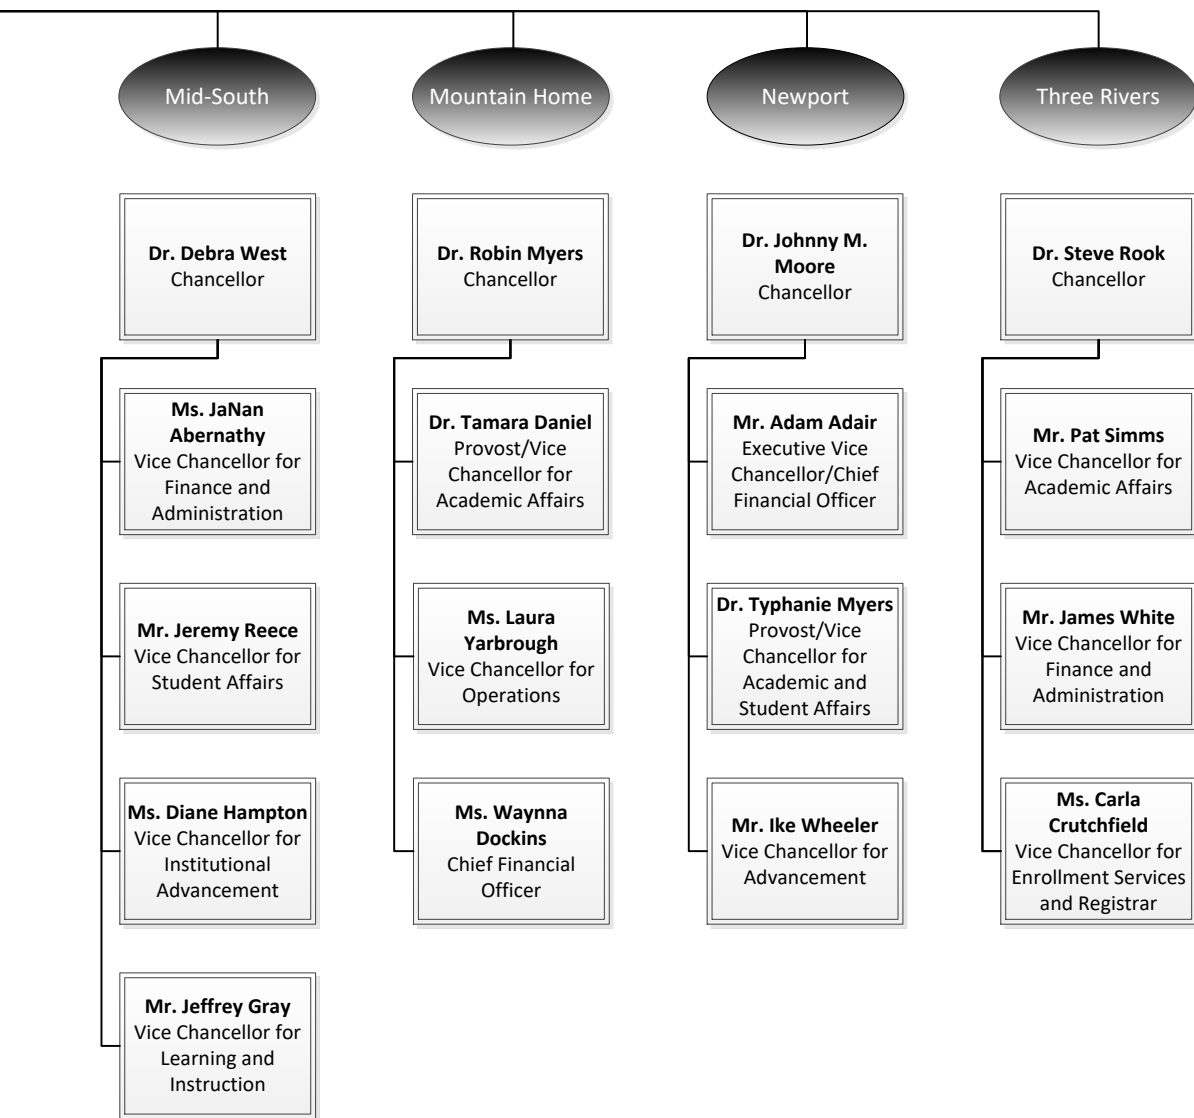 Mid-South
Mountain Home
Newport
Three Rivers
Dr. Debra West
Chancellor
Dr. Robin Myers
Chancellor
Dr. Johnny M.
Moore
Chancellor
Dr. Steve Rook
Chancellor
Ms. JaNan
Abernathy
Vice Chancellor for
Finance and
Administration
Dr. Tamara Daniel
Provost/Vice
Chancellor for
Academic Affairs
Mr. Adam Adair
Executive Vice
Chancellor/Chief
Financial Officer
Mr. Pat Simms
Vice Chancellor for
Academic Affairs
Mr. Jeremy Reece
Vice Chancellor for
Student Affairs
Ms. Laura
Yarbrough
Vice Chancellor for
Operations
Dr. Typhanie Myers
Provost/Vice
Chancellor for
Academic and
Student Affairs
Mr. James White
Vice Chancellor for
Finance and
Administration
Ms. Diane Hampton
Vice Chancellor for
Institutional
Advancement
Ms. Waynna
Dockins
Chief Financial
Officer
Mr. Ike Wheeler
Vice Chancellor for
Advancement
Ms. Carla
Crutchfield
Vice Chancellor for
Enrollment Services
and Registrar
Mr. Jeffrey Gray
Vice Chancellor for
Learning and
Instruction